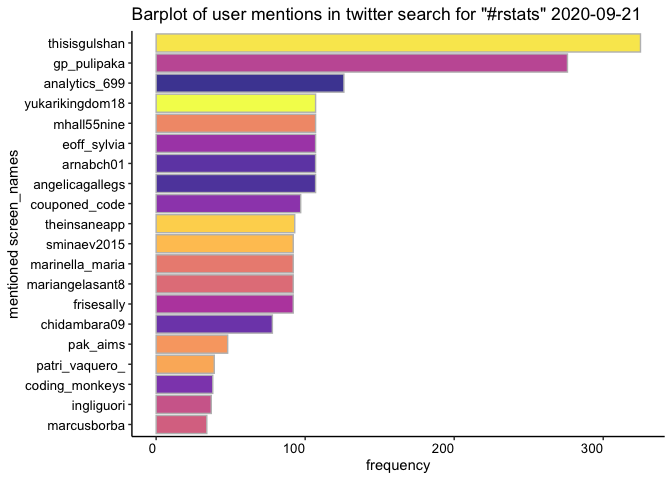 Barplot of user mentions in twitter search for "#rstats" 2020-09-21
thisisgulshan
gp_pulipaka
analytics_699
yukarikingdom18
mhall55nine
eoff_sylvia
arnabch01
angelicagallegs
couponed_code
theinsaneapp
sminaev2015
marinella_maria
mariangelasant8
frisesally
chidambara09
pak_aims
patri_vaquero_
coding_monkeys
ingliguori
marcusborba
mentioned screen_names
0 100 200 300
frequency